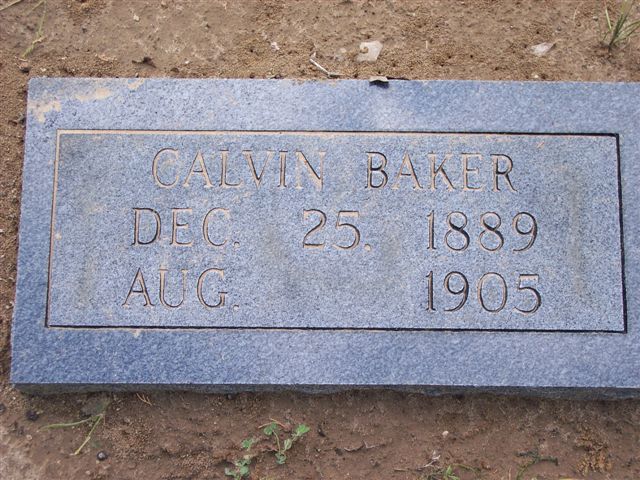 CALVIN BAKER
DEC. 25. 1889
AUG. 1905